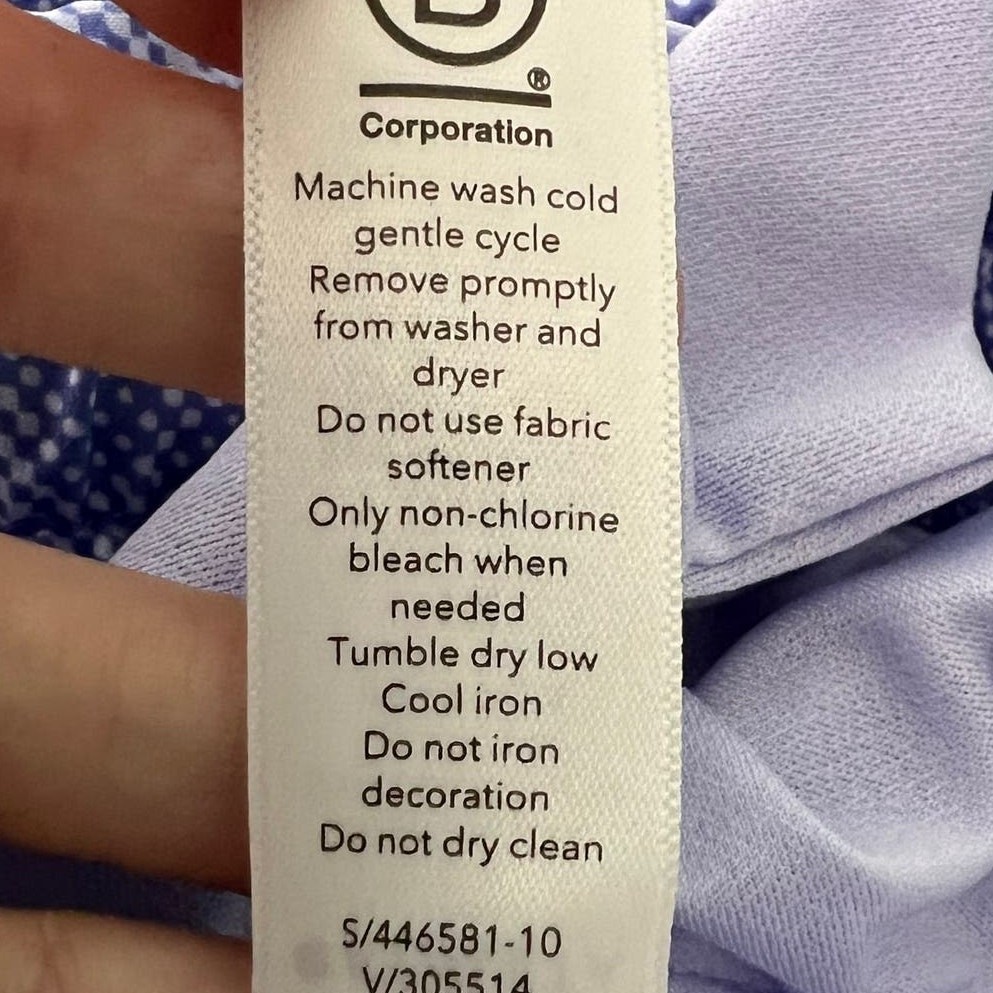 B
®
Corporation
Machine wash cold
gentle cycle
Remove promptly
from washer and
dryer
Do not use fabric
softener
Only non-chlorine
bleach when
needed
Tumble dry low
Cool iron
Do not iron
decoration
Do not dry clean
S/446581-10
V/305514